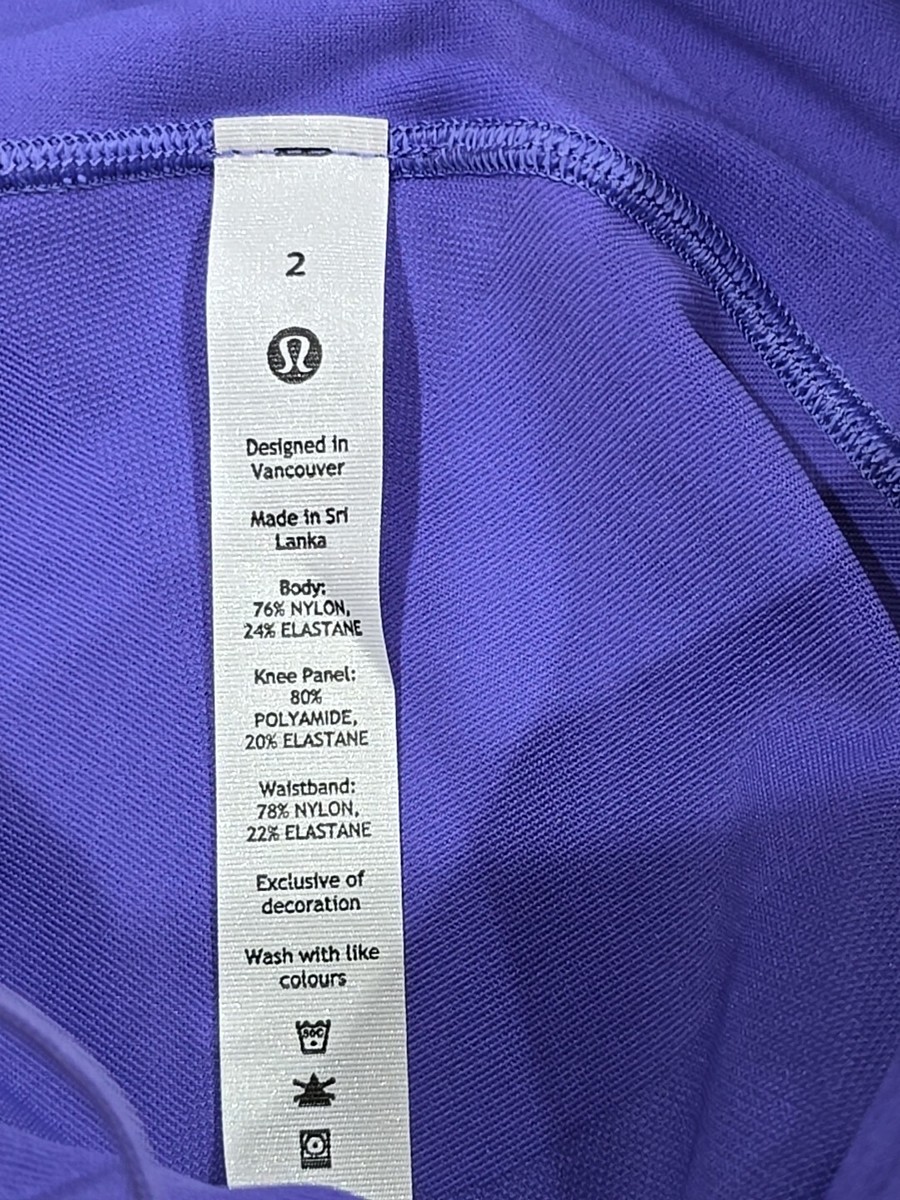 2
Designed in
Vancouver
Made in Sri
Lanka
Body:
76% NYLON,
24% ELASTANE
Knee Panel:
80%
POLYAMIDE,
20% ELASTANE
Waistband:
78% NYLON,
22% ELASTANE
Exclusive of
decoration
Wash with like
colours